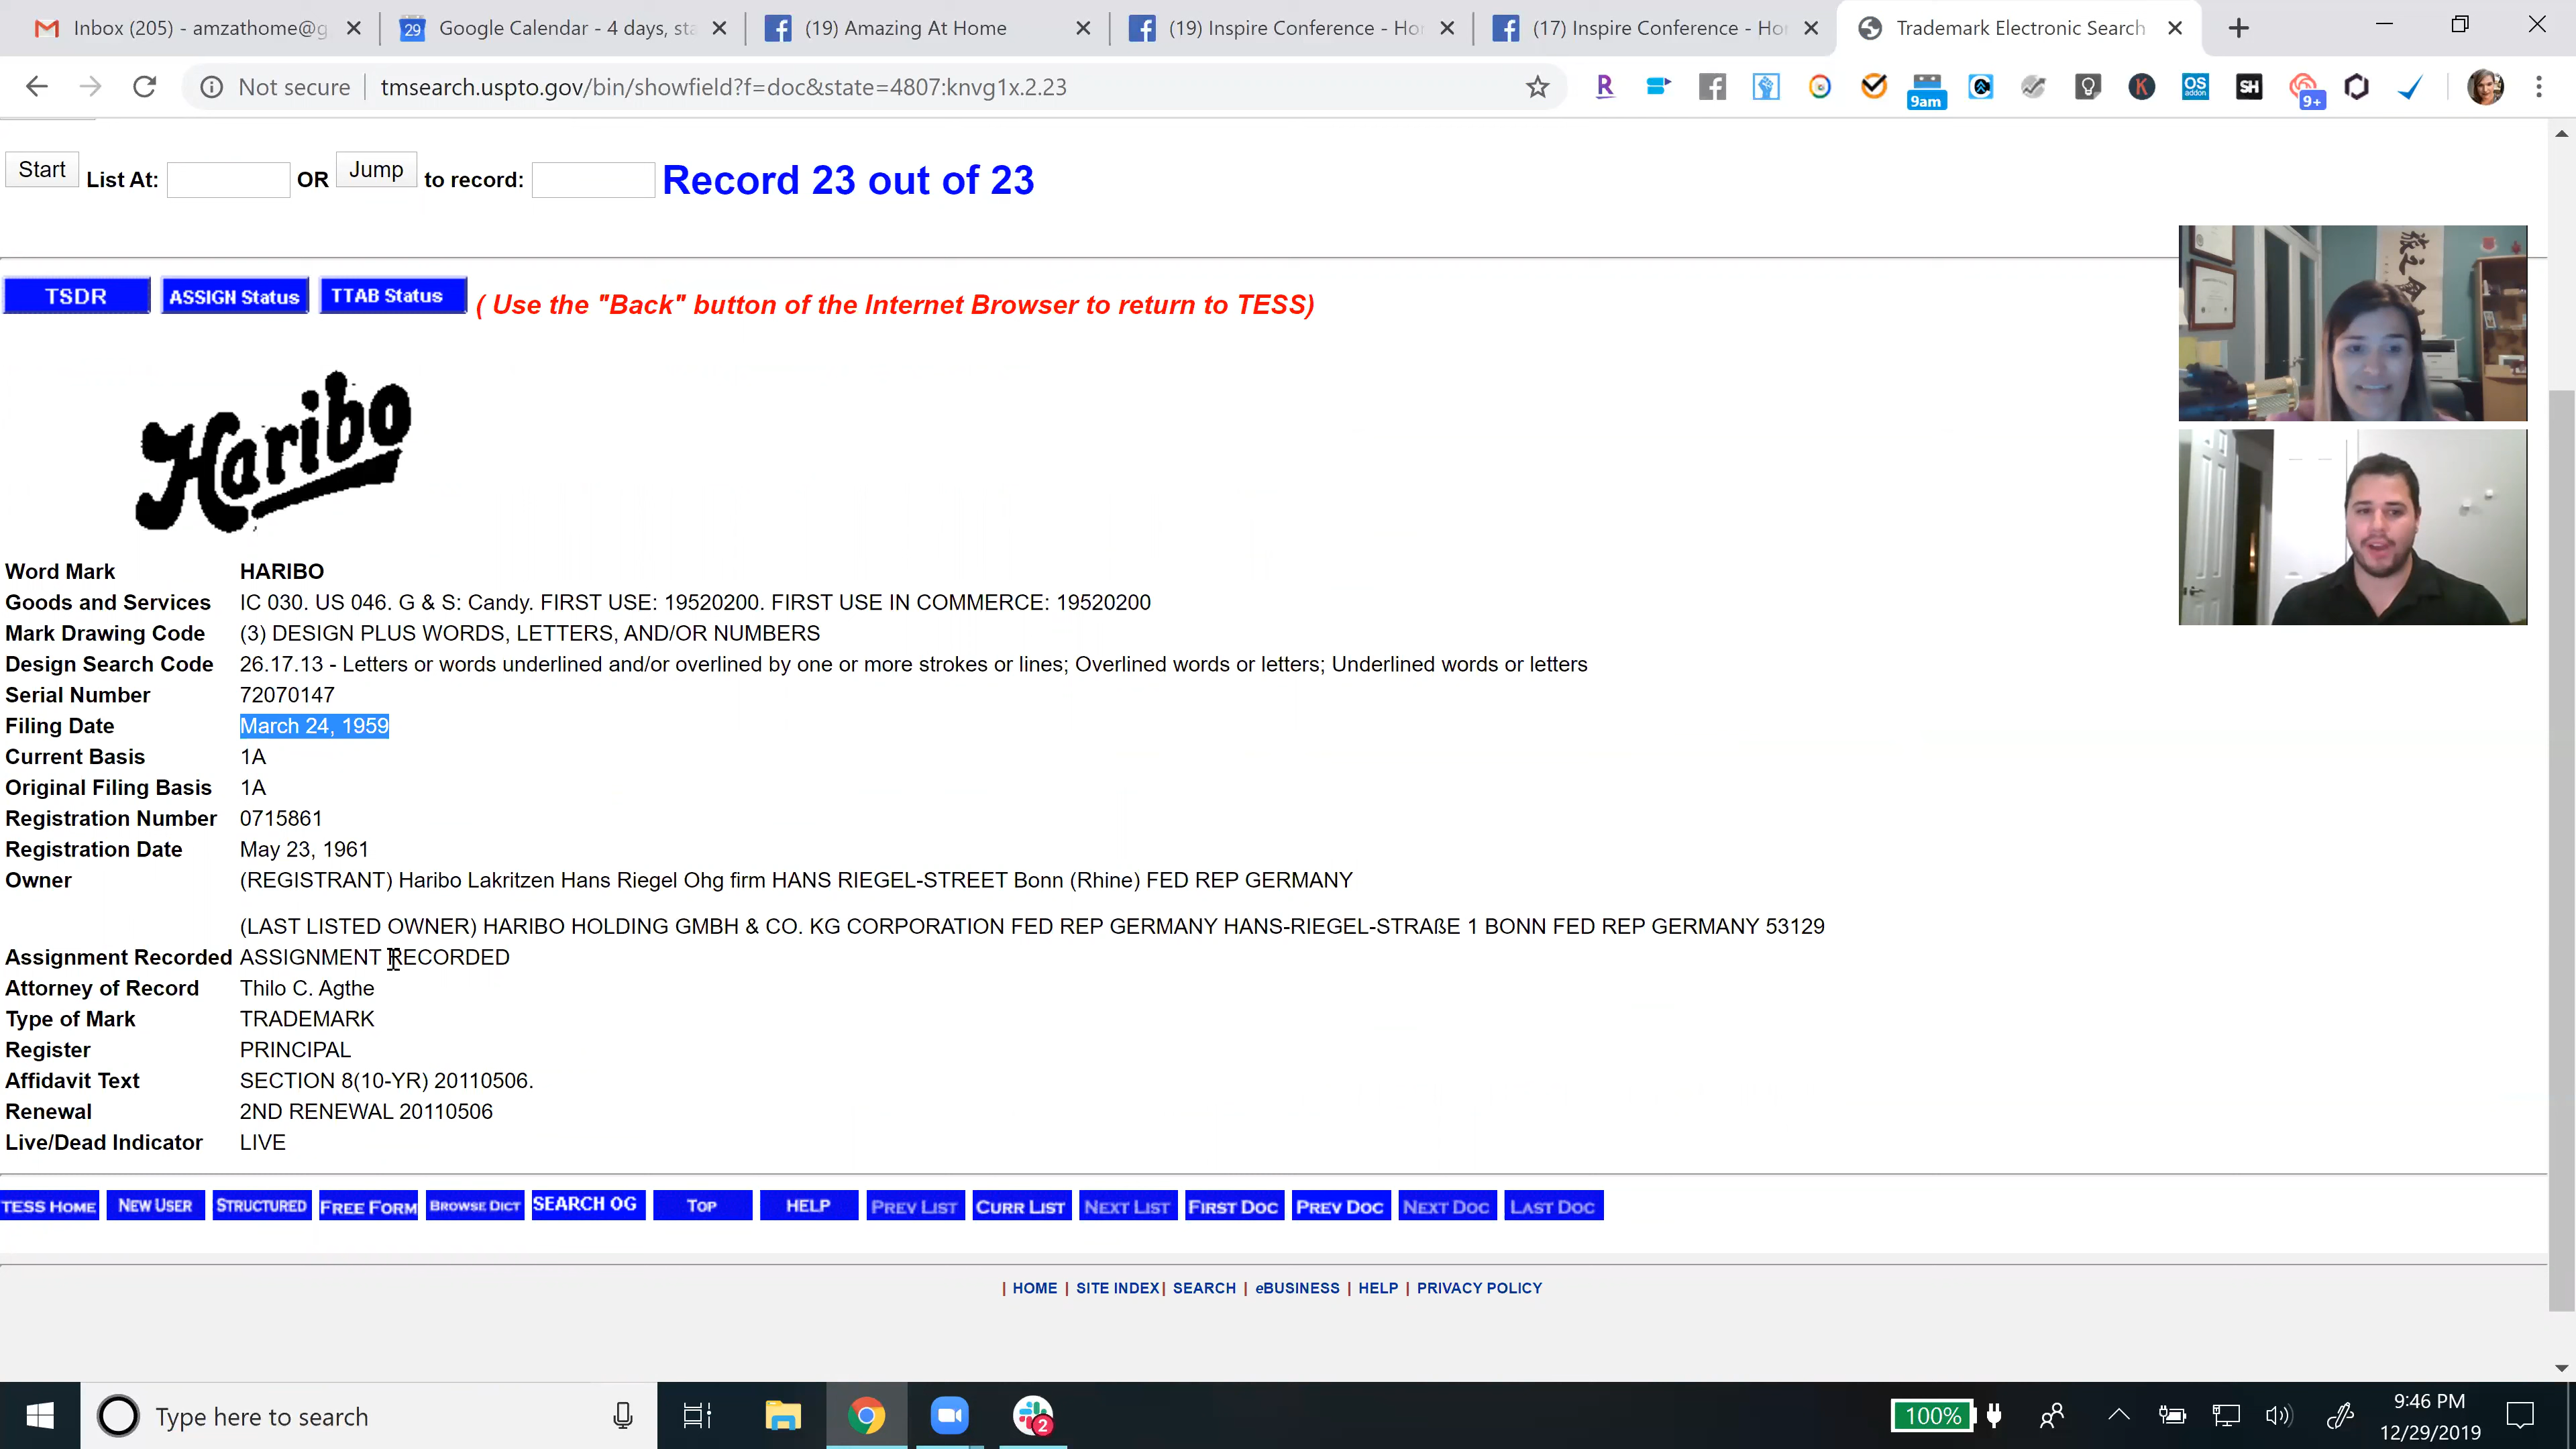 Inbox (205) - amzathome@g
Google Calendar - 4 days, sta
(19) Amazing At Home
(19) Inspire Conference - Ho
(17) Inspire Conference - Ho
Trademark Electronic Search
Not secure
tmsearch.uspto.gov/bin/showfield?f=doc&state=4807:knvg1x.2.23
R
9am
K
OS addon
SH
9+
Start List At: OR Jump to record: Record 23 out of 23
TSDR ASSIGN Status TTAB Status ( Use the "Back" button of the Internet Browser to return to TESS)
Haribo
Word Mark HARIBO
Goods and Services IC 030. US 046. G & S: Candy. FIRST USE: 19520200. FIRST USE IN COMMERCE: 19520200
Mark Drawing Code (3) DESIGN PLUS WORDS, LETTERS, AND/OR NUMBERS
Design Search Code 26.17.13 - Letters or words underlined and/or overlined by one or more strokes or lines; Overlined words or letters; Underlined words or letters
Serial Number 72070147
Filing Date March 24, 1959
Current Basis 1A
Original Filing Basis 1A
Registration Number 0715861
Registration Date May 23, 1961
Owner (REGISTRANT) Haribo Lakritzen Hans Riegel Ohg firm HANS RIEGEL-STREET Bonn (Rhine) FED REP GERMANY
(LAST LISTED OWNER) HARIBO HOLDING GMBH & CO. KG CORPORATION FED REP GERMANY HANS-RIEGEL-STRAßE 1 BONN FED REP GERMANY 53129
Assignment Recorded ASSIGNMENT RECORDED
Attorney of Record Thilo C. Agthe
Type of Mark TRADEMARK
Register PRINCIPAL
Affidavit Text SECTION 8(10-YR) 20110506.
Renewal 2ND RENEWAL 20110506
Live/Dead Indicator LIVE
TESS HOME NEW USER STRUCTURED FREE FORM BROWSE DICT SEARCH OG TOP HELP PREV LIST CURR LIST NEXT LIST FIRST DOC PREV DOC NEXT DOC LAST DOC
| HOME | SITE INDEX | SEARCH | eBUSINESS | HELP | PRIVACY POLICY
Type here to search
2
100%
9:46 PM
12/29/2019